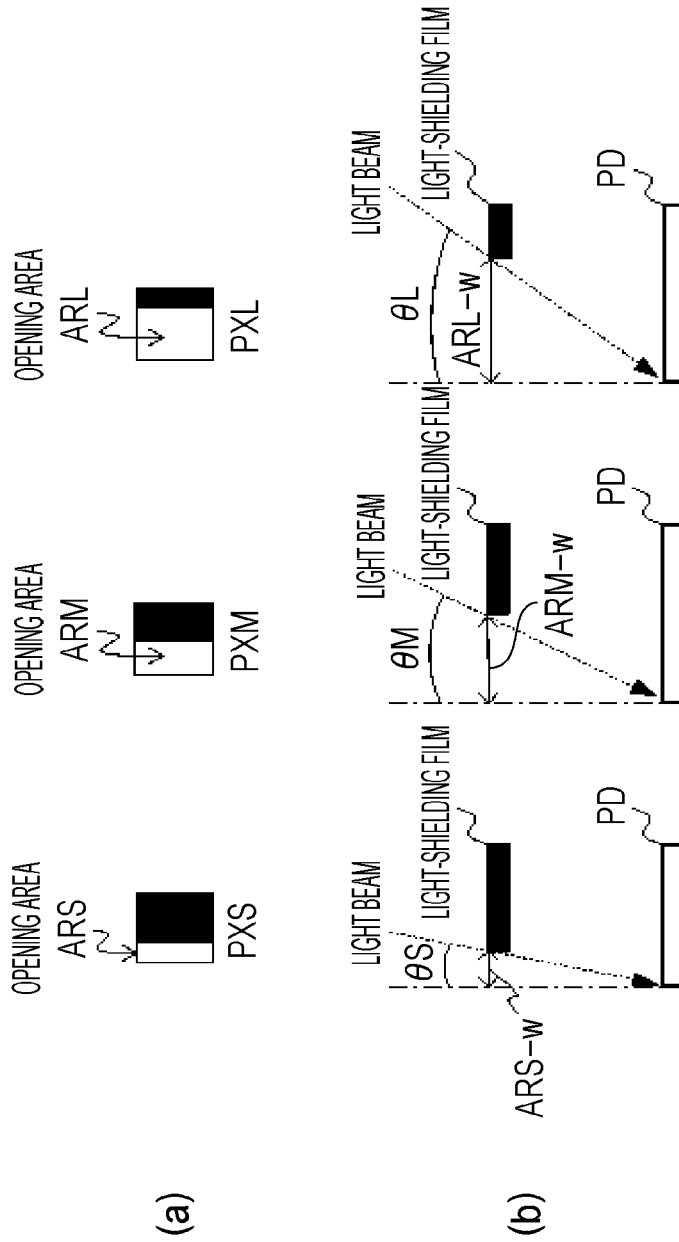 (a)
OPENING AREA
ARS
PXS
OPENING AREA
ARM
PXM
OPENING AREA
ARL
PXL
(b)
LIGHT BEAM
θS
LIGHT-SHIELDING FILM
ARS-w
PD
LIGHT BEAM
θM
LIGHT-SHIELDING FILM
ARM-w
PD
LIGHT BEAM
θL
LIGHT-SHIELDING FILM
ARL-w
PD